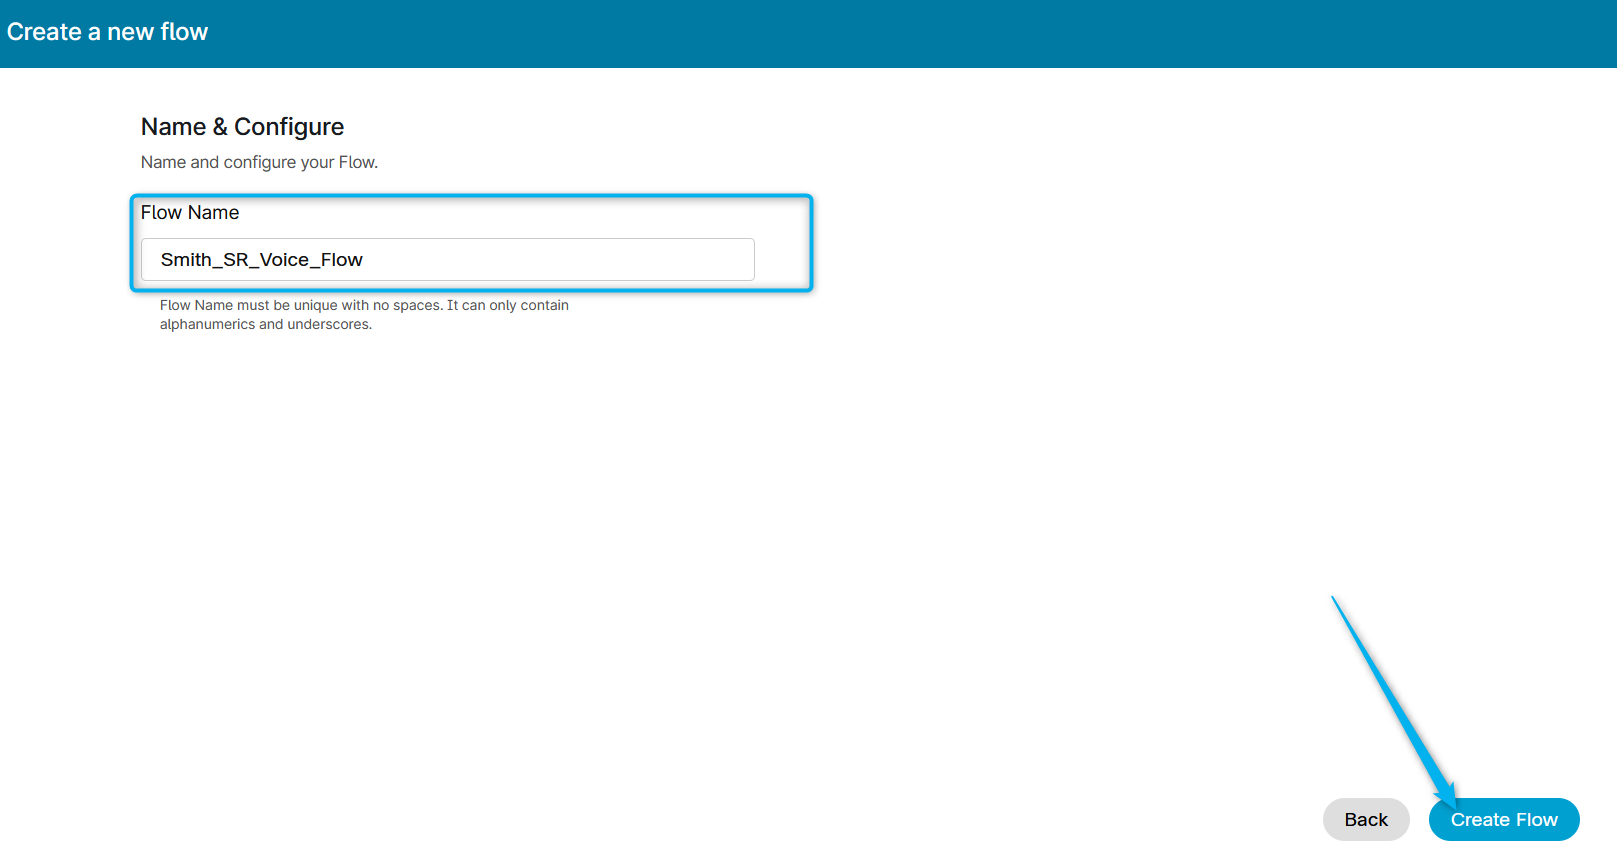 Create a new flow
Name & Configure
Name and configure your Flow.
Flow Name
Smith_SR_Voice_Flow
Flow Name must be unique with no spaces. It can only contain
alphanumerics and underscores.
Back
Create Flow